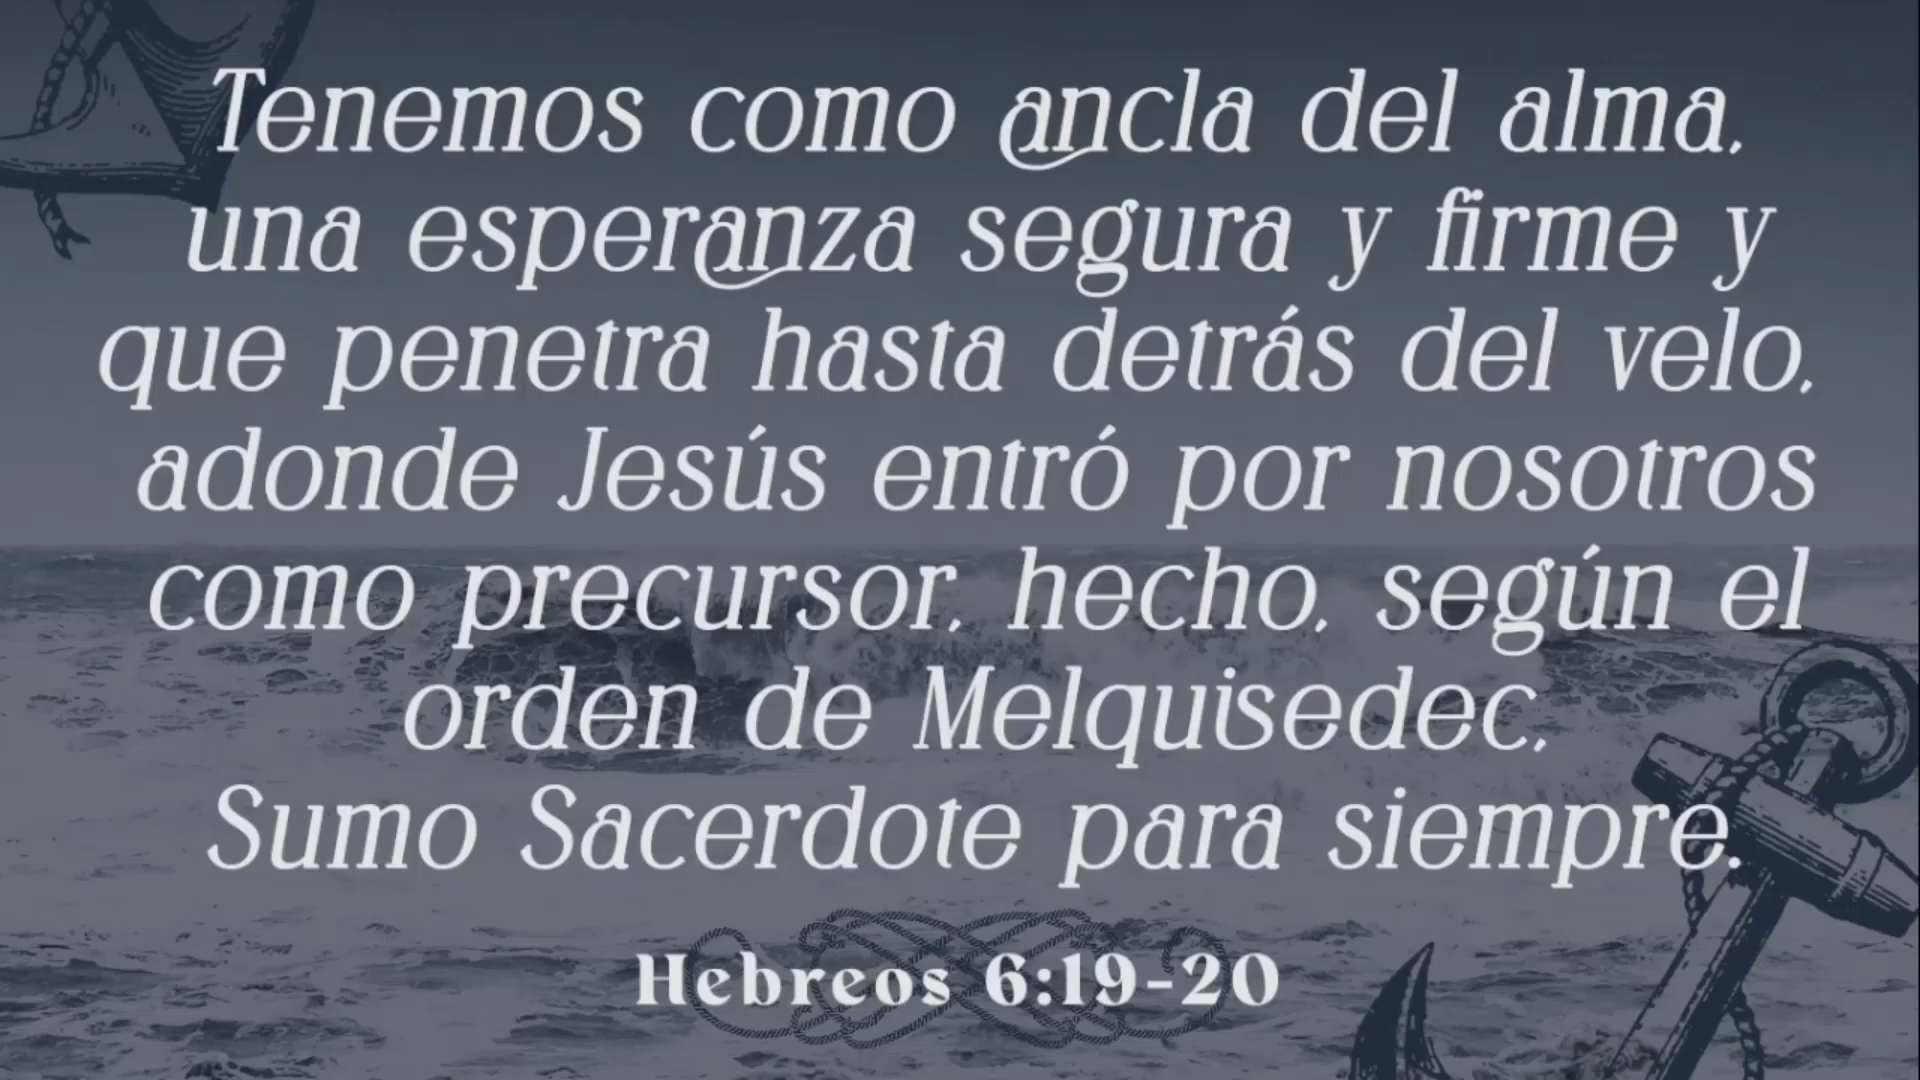 Tenemos como ancla del alma,
una esperanza segura y firme y
que penetra hasta detrás del velo,
adonde Jesús entró por nosotros
como precursor, hecho, según el
orden de Melquisedec,
Sumo Sacerdote para siempre.
Hebreos 6:19-20